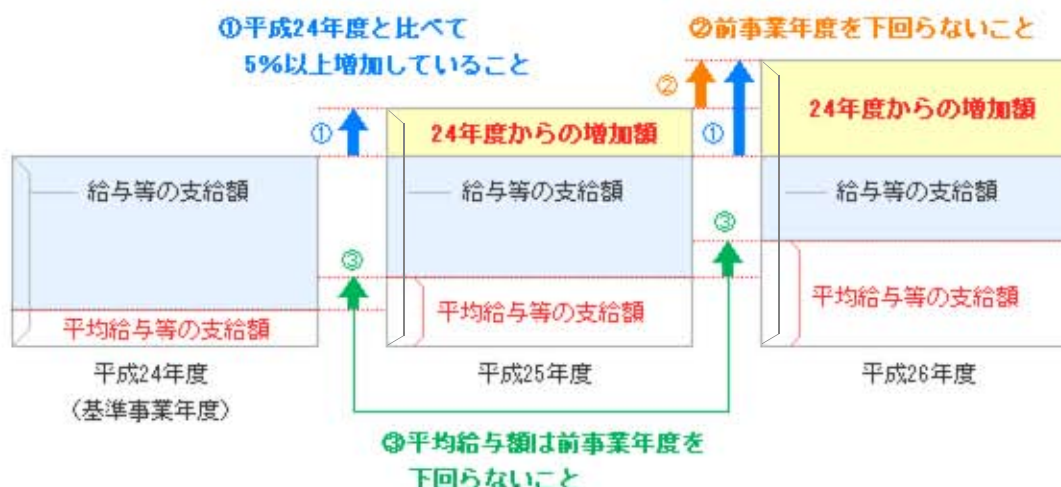 ①平成24年度と比べて
5%以上増加していること
②前事業年度を下回らないこと
②
①
24年度からの増加額
①
24年度からの増加額
給与等の支給額
給与等の支給額
給与等の支給額
③
③
平均給与等の支給額
平均給与等の支給額
平均給与等の支給額
平成24年度
(基準事業年度)
平成25年度
平成26年度
③平均給与額は前事業年度を
下回らないこと